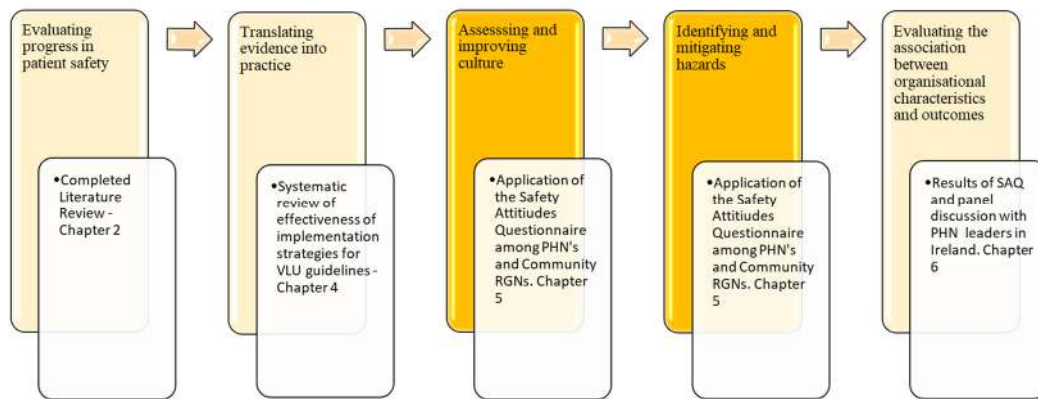 Evaluating
progress in
patient safety
•Completed
Literature
Review -
Chapter 2
Translating
evidence into
practice
•Systematic
review of
effectiveness of
implementation
strategies for
VLU guidelines -
Chapter 4
Assesssing and
improving
culture
•Application of
the Safety
Attitiudes
Questionnaire
among PHN's
and Community
RGNs. Chapter
5
Identifying and
mitigating
hazards
•Application of
the Safety
Attitiudes
Questionnaire
among PHN's
and Community
RGNs. Chapter
5
Evaluating the
association
between
organisational
characteristics
and outcomes
•Results of SAQ
and panel
discussion with
PHN leaders in
Ireland. Chapter
6